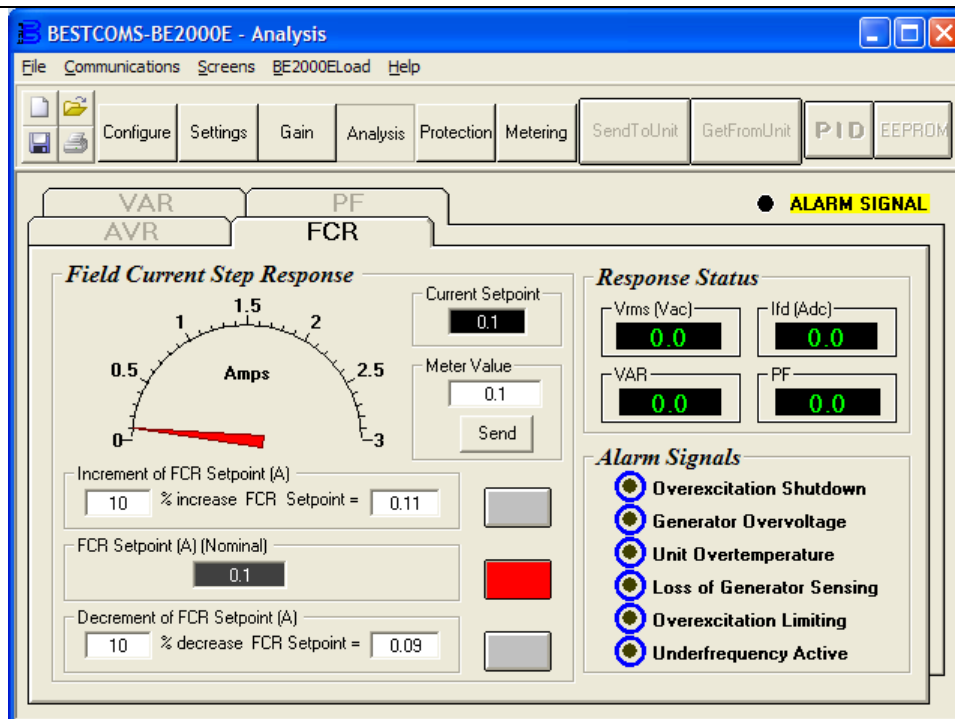 BESTCOMS-BE2000E - Analysis
File Communications Screens BE2000ELoad Help
Configure Settings Gain Analysis Protection Metering SendToUnit GetFromUnit PID EEPROM
VAR PF
ALARM SIGNAL
AVR FCR
Field Current Step Response
0 0.5 1 1.5 2 2.5 3
Amps
Current Setpoint
0.1
Meter Value
0.1
Send
Increment of FCR Setpoint (A)
10 % increase FCR Setpoint = 0.11
FCR Setpoint (A) (Nominal)
0.1
Decrement of FCR Setpoint (A)
10 % decrease FCR Setpoint = 0.09
Response Status
Vrms (Vac) Ifd (Adc)
0.0 0.0
VAR PF
0.0 0.0
Alarm Signals
Overexcitation Shutdown
Generator Overvoltage
Unit Overtemperature
Loss of Generator Sensing
Overexcitation Limiting
Underfrequency Active